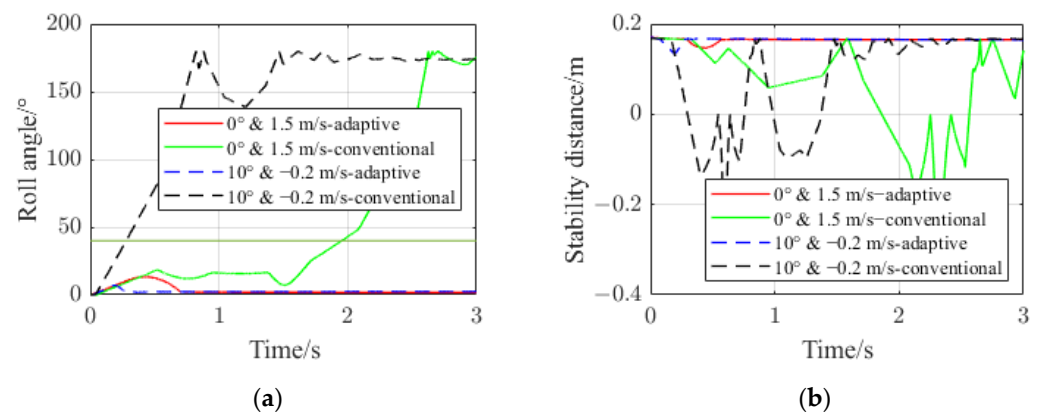 200
150
100
50
0
Roll angle/°
0° & 1.5 m/s-adaptive
0° & 1.5 m/s-conventional
10° & −0.2 m/s-adaptive
10° & −0.2 m/s-conventional
0 1 2 3
Time/s
(a)
0.2
0
−0.2
−0.4
Stability distance/m
0° & 1.5 m/s−adaptive
0° & 1.5 m/s−conventional
10° & −0.2 m/s-adaptive
10° & −0.2 m/s-conventional
0 1 2 3
Time/s
(b)